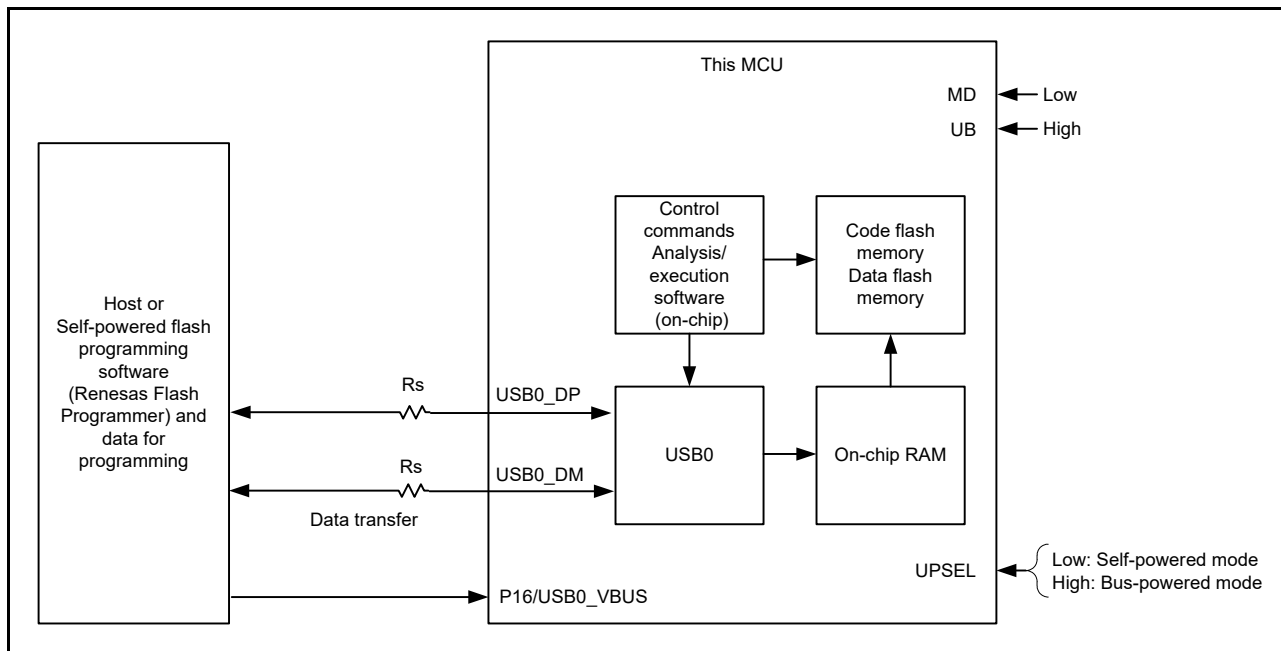 This MCU
MD
Low
UB
High
Host or
Self-powered flash
programming
software
(Renesas Flash
Programmer) and
data for
programming
Control
commands
Analysis/
execution
software
(on-chip)
Code flash
memory
Data flash
memory
Rs
USB0_DP
USB0
On-chip RAM
Rs
USB0_DM
Data transfer
UPSEL
Low: Self-powered mode
High: Bus-powered mode
P16/USB0_VBUS